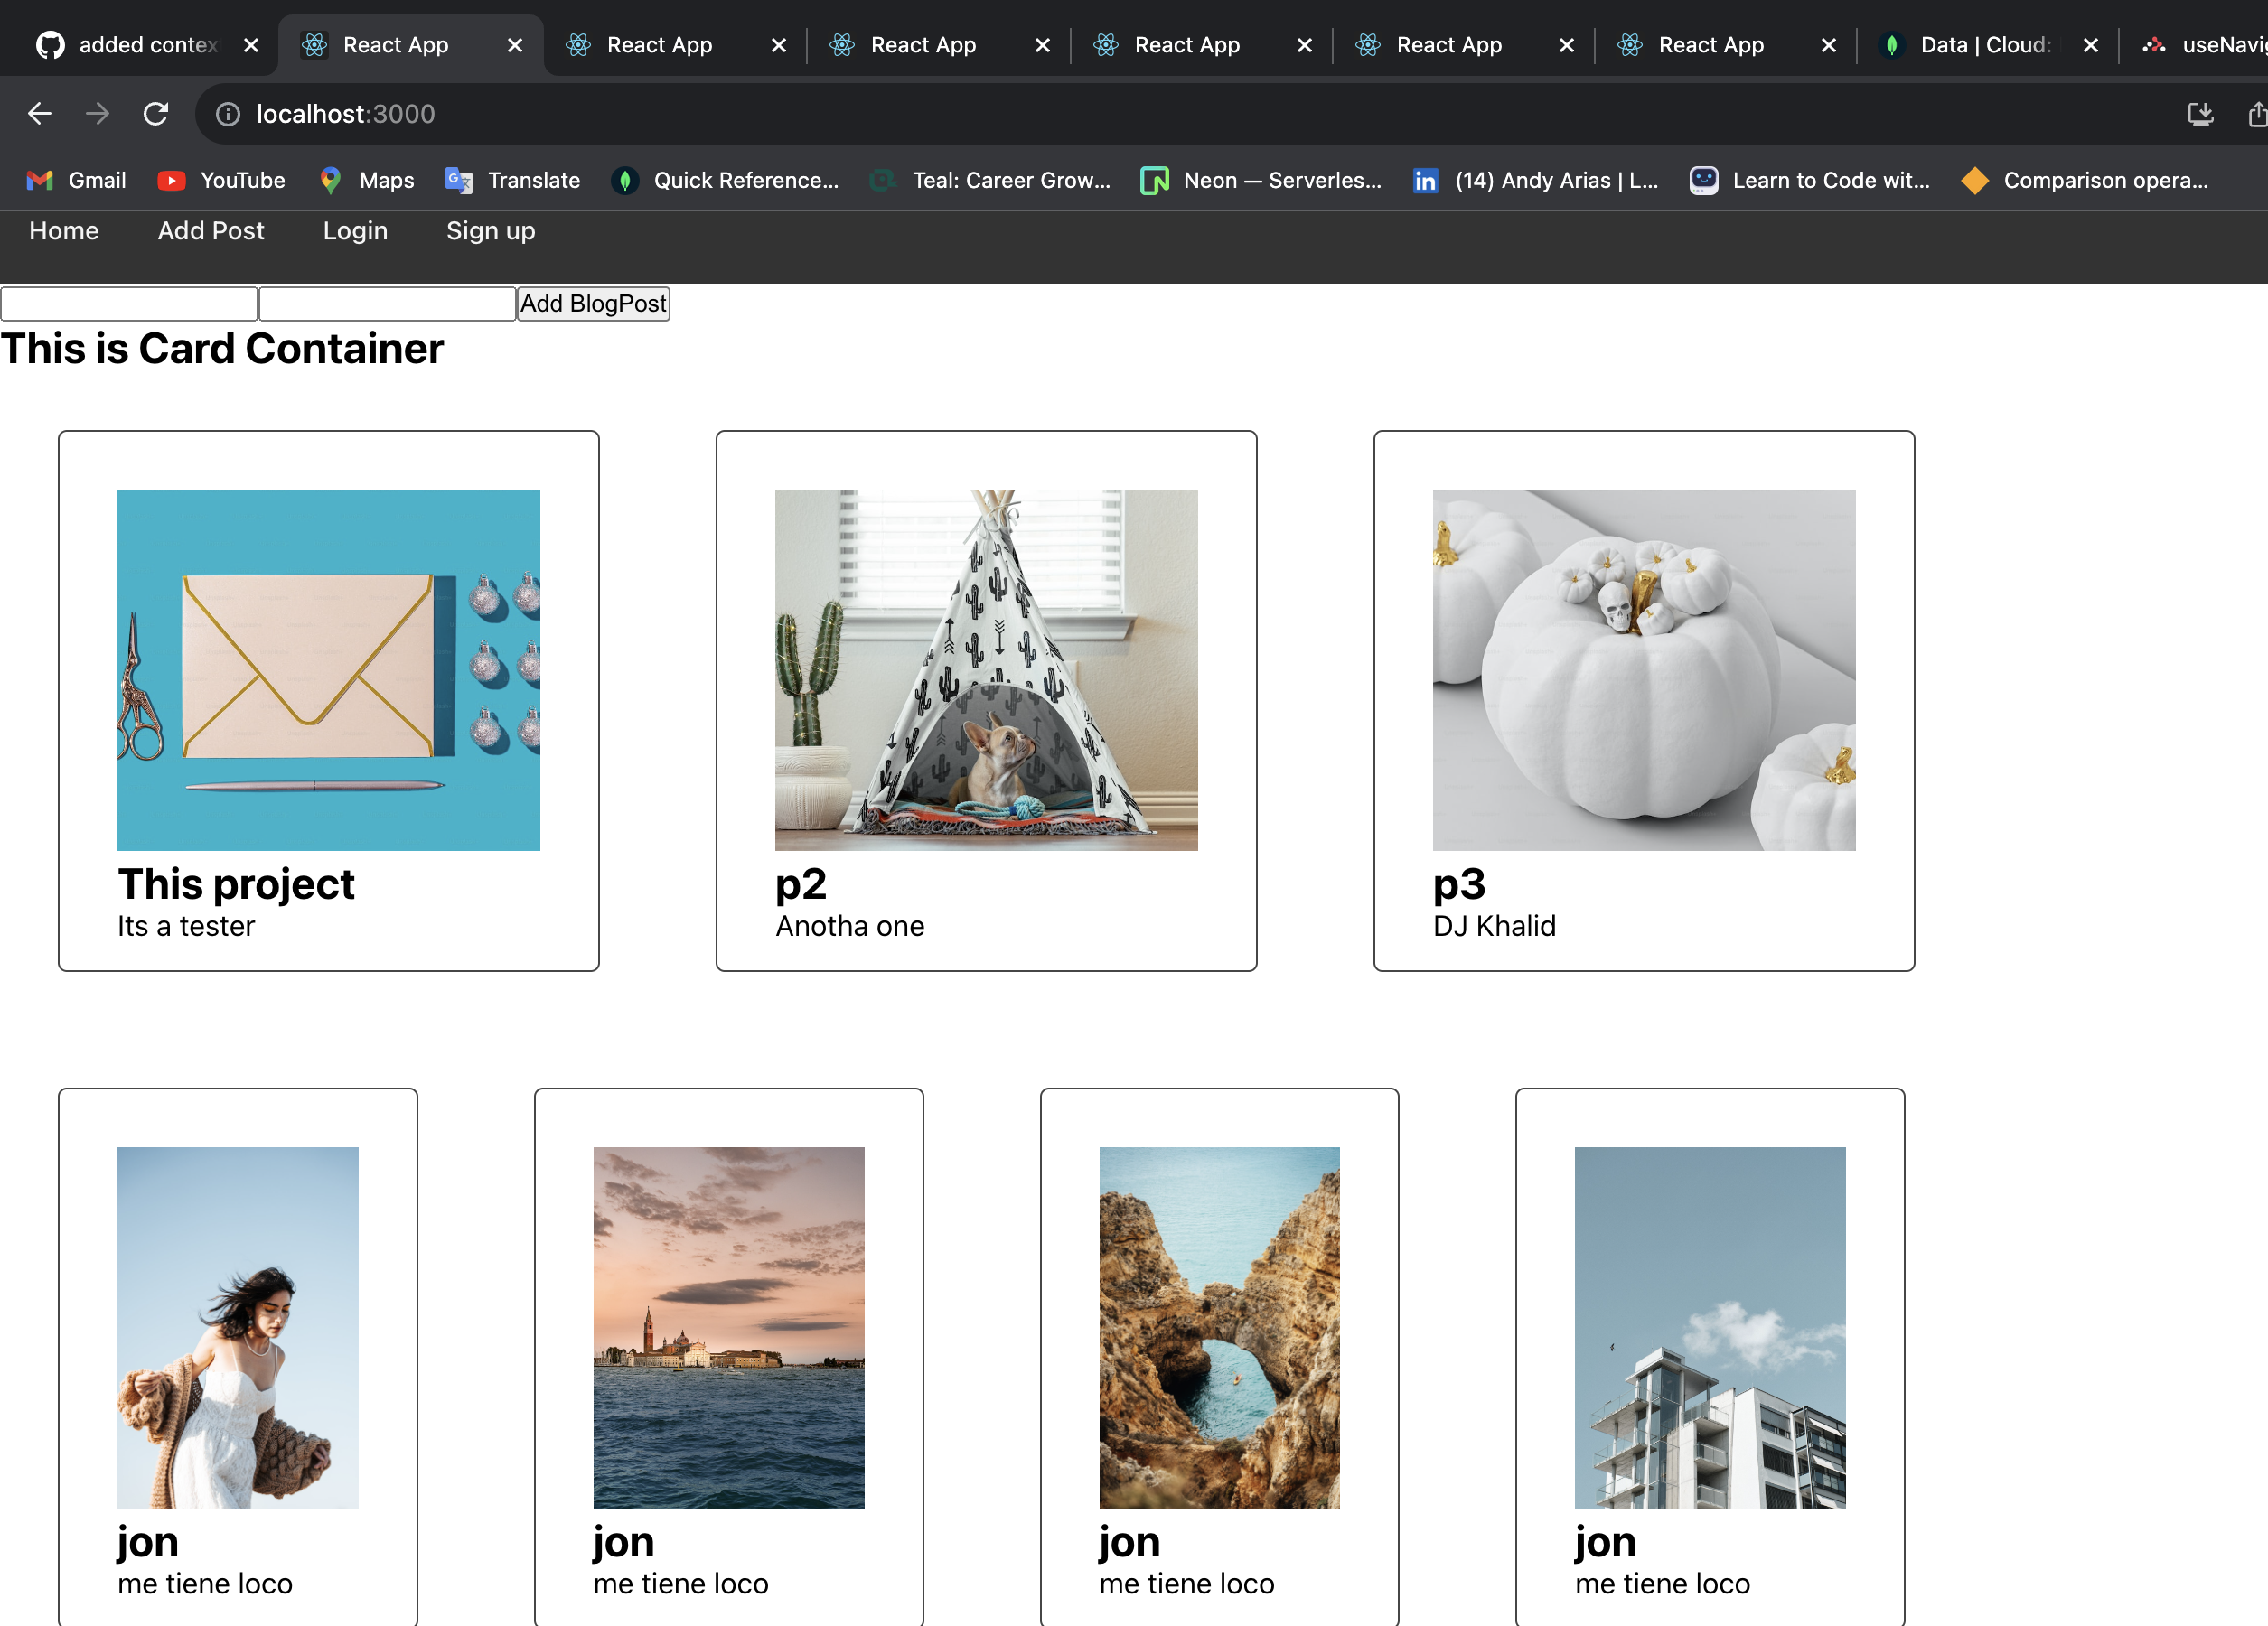 added contex React App React App React App React App React App React App Data | Cloud: useNavig
localhost:3000
Gmail YouTube Maps Translate Quick Reference... Teal: Career Grow... Neon — Serverless... (14) Andy Arias | L... Learn to Code wit... Comparison opera...
Home Add Post Login Sign up
Add BlogPost
This is Card Container
This project p2 p3
Its a tester Anotha one DJ Khalid
jon jon jon jon
me tiene loco me tiene loco me tiene loco me tiene loco